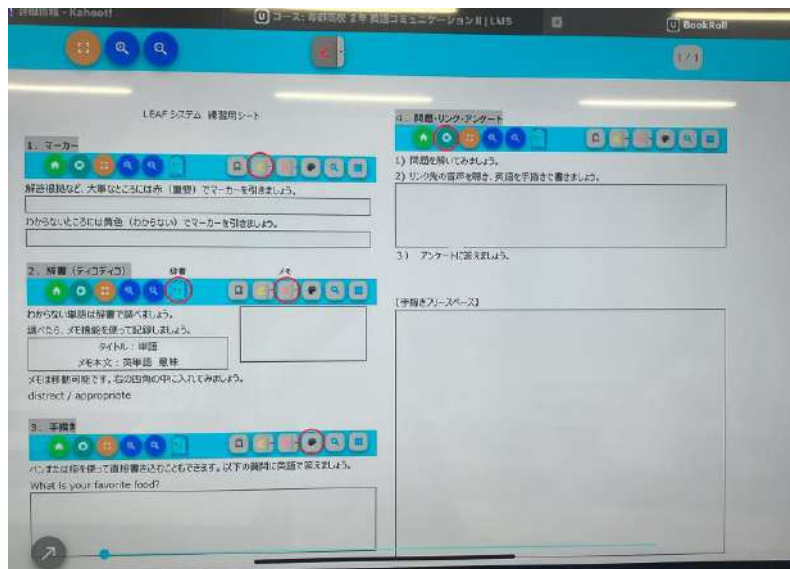 詳細情報 - Kahoot!
コース: 京都高校 2年 英語コミュニケーションⅡ | LMS
BookRoll
1 / 1
LEAF システム 練習用シート
1. マーカー
解答根拠など、大事なところには赤（重要）でマーカーを引きましょう。
わからないところには黄色（わからない）でマーカーを引きましょう。
2. 辞書（ティコティコ）
辞書
メモ
わからない単語は辞書で調べましょう。
調べたら、メモ機能を使って記録しましょう。
タイトル：単語
メモ本文：英単語 意味
メモは移動可能です。右の四角の中に入れてみましょう。
distract / appropriate
3. 手描き
ペンまたは指を使って直接書き込むこともできます。以下の質問に英語で答えましょう。
What is your favorite food?
4. 問題・リンク・アンケート
1) 問題を解いてみましょう。
2) リンク先の音声を聴き、英語を手描きで書きましょう。
3) アンケートに答えましょう。
【手描きフリースペース】